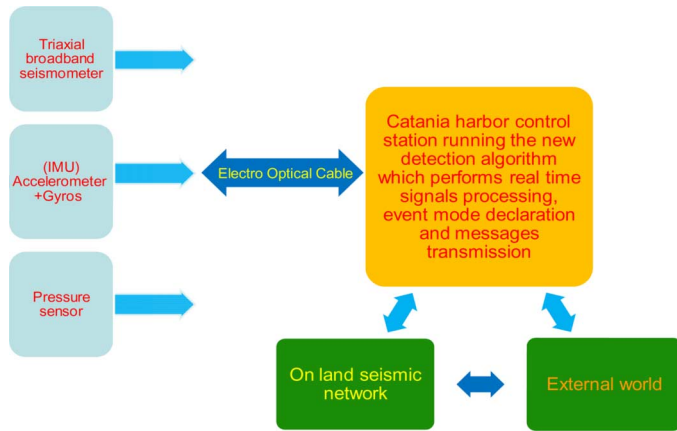 Triaxial
broadband
seismometer
(IMU)
Accelerometer
+Gyros
Pressure
sensor
Electro Optical Cable
Catania harbor control
station running the new
detection algorithm
which performs real time
signals processing,
event mode declaration
and messages
transmission
On land seismic
network
External world